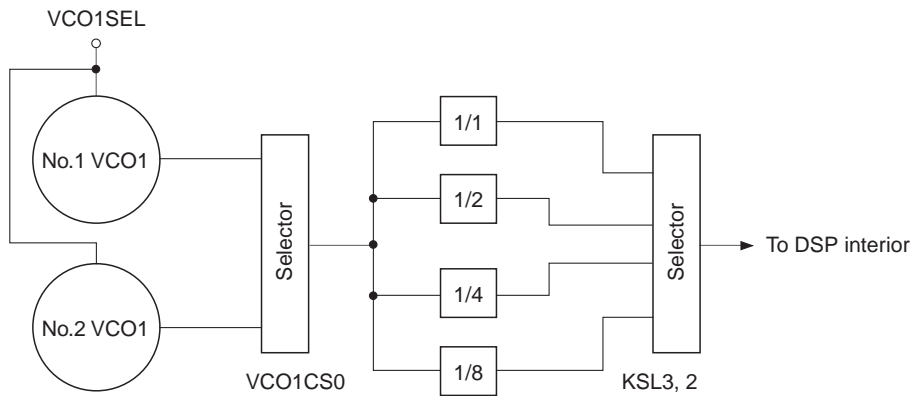 VCO1SEL
No.1 VCO1
No.2 VCO1
Selector
VCO1CS0
1/1
1/2
1/4
1/8
Selector
KSL3, 2
To DSP interior